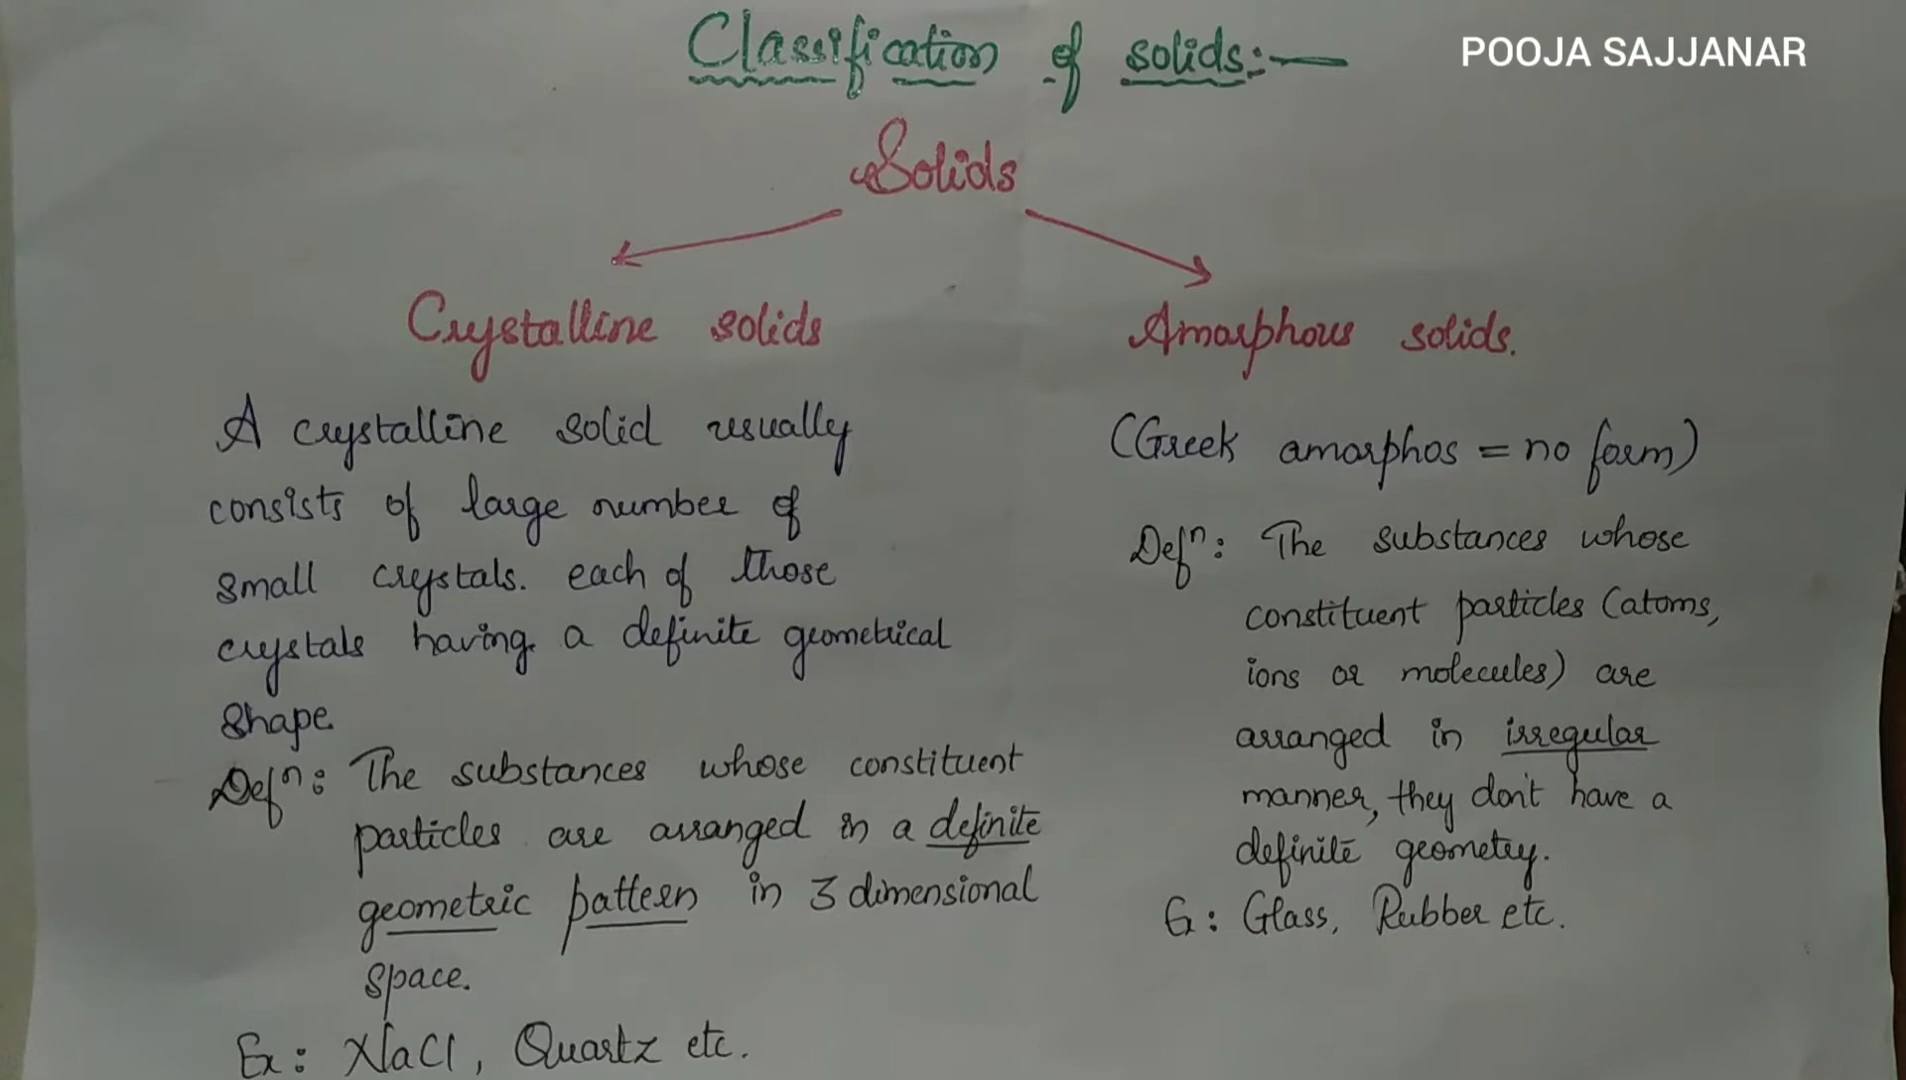 Classification of solids:-
POOJA SAJJANAR
Solids
Crystalline solids
A crystalline solid usually
consists of large number of
small crystals. each of those
crystals having a definite geometrical
shape
Defn: The substances whose constituent
particles are arranged in a definite
geometric pattern in 3 dimensional
space.
Ex: NaCl, Quartz etc.
Amorphous solids.
(Greek amorphos = no form)
Defn: The substances whose
constituent particles (atoms,
ions or molecules) are
arranged in irregular
manner, they don't have a
definite geometry.
Ex: Glass, Rubber etc.